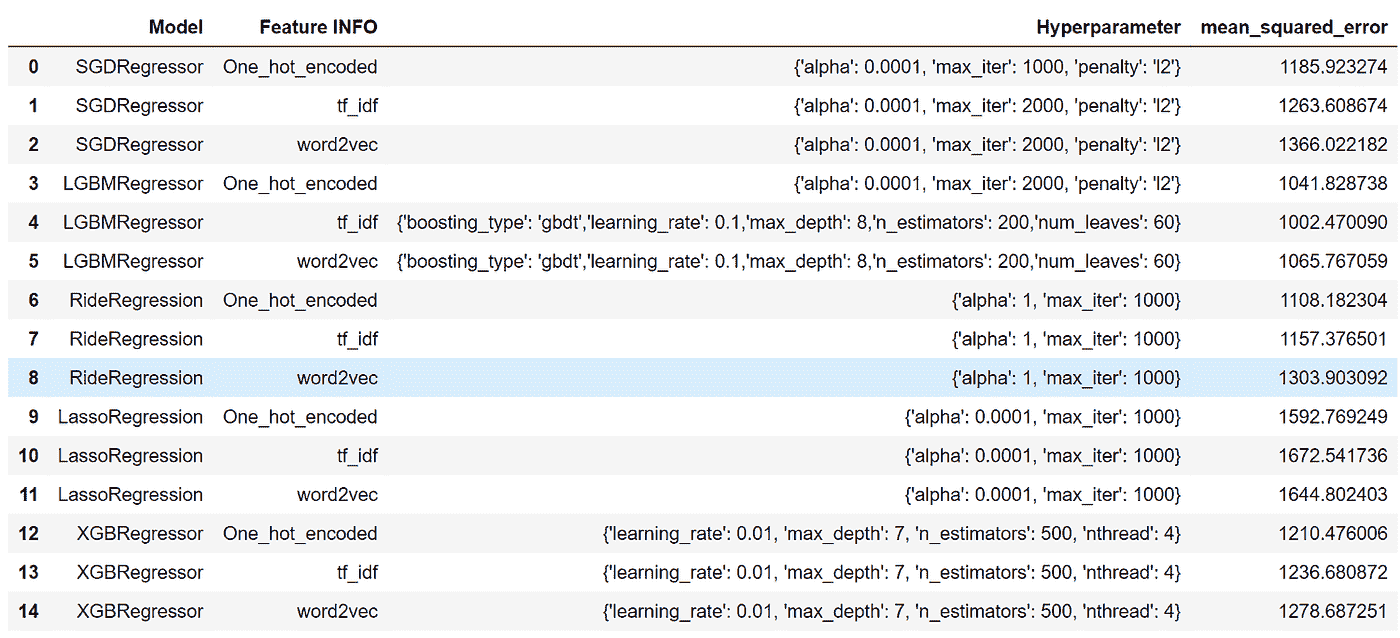 Model Feature INFO Hyperparameter mean_squared_error
0 SGDRegressor One_hot_encoded {'alpha': 0.0001, 'max_iter': 1000, 'penalty': 'l2'} 1185.923274
1 SGDRegressor tf_idf {'alpha': 0.0001, 'max_iter': 2000, 'penalty': 'l2'} 1263.608674
2 SGDRegressor word2vec {'alpha': 0.0001, 'max_iter': 2000, 'penalty': 'l2'} 1366.022182
3 LGBMRegressor One_hot_encoded {'alpha': 0.0001, 'max_iter': 2000, 'penalty': 'l2'} 1041.828738
4 LGBMRegressor tf_idf {'boosting_type': 'gbdt','learning_rate': 0.1,'max_depth': 8,'n_estimators': 200,'num_leaves': 60} 1002.470090
5 LGBMRegressor word2vec {'boosting_type': 'gbdt','learning_rate': 0.1,'max_depth': 8,'n_estimators': 200,'num_leaves': 60} 1065.767059
6 RideRegression One_hot_encoded {'alpha': 1, 'max_iter': 1000} 1108.182304
7 RideRegression tf_idf {'alpha': 1, 'max_iter': 1000} 1157.376501
8 RideRegression word2vec {'alpha': 1, 'max_iter': 1000} 1303.903092
9 LassoRegression One_hot_encoded {'alpha': 0.0001, 'max_iter': 1000} 1592.769249
10 LassoRegression tf_idf {'alpha': 0.0001, 'max_iter': 1000} 1672.541736
11 LassoRegression word2vec {'alpha': 0.0001, 'max_iter': 1000} 1644.802403
12 XGBRegressor One_hot_encoded {'learning_rate': 0.01, 'max_depth': 7, 'n_estimators': 500, 'nthread': 4} 1210.476006
13 XGBRegressor tf_idf {'learning_rate': 0.01, 'max_depth': 7, 'n_estimators': 500, 'nthread': 4} 1236.680872
14 XGBRegressor word2vec {'learning_rate': 0.01, 'max_depth': 7, 'n_estimators': 500, 'nthread': 4} 1278.687251